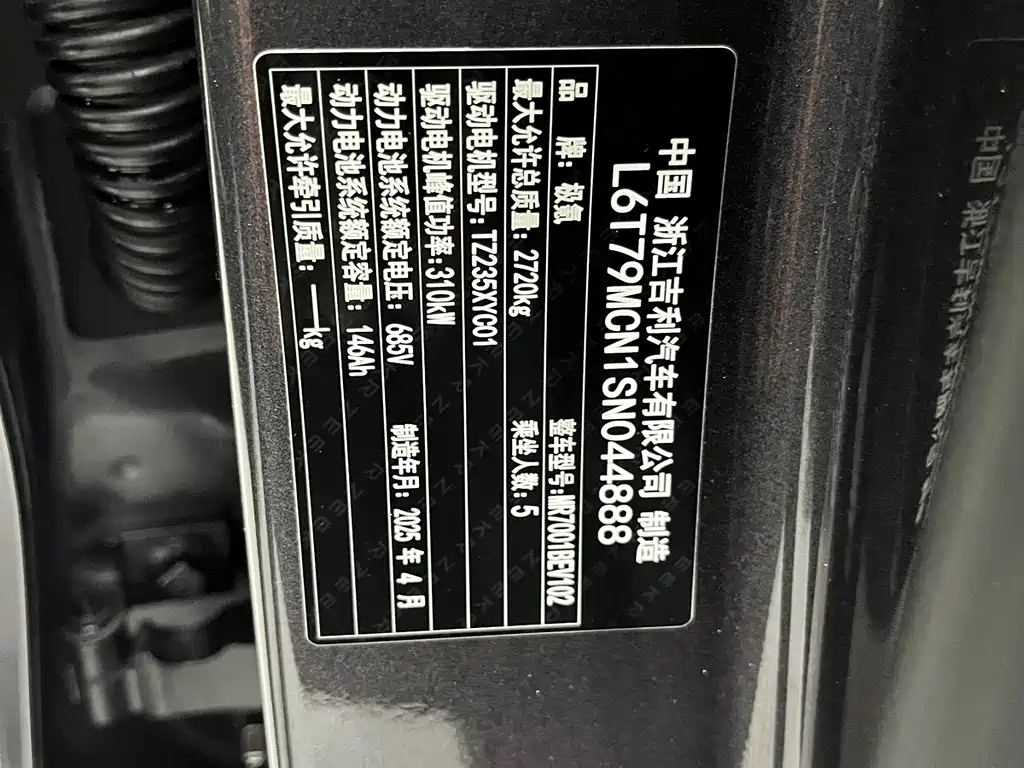 中国 浙江吉利汽车有限公司 制造
L6T79MCN1SN044888
品 牌：极氪 整车型号：MR7001BEV102
最大允许总质量：2720kg 乘坐人数：5
驱动电机型号：TZ235XYC01
驱动电机峰值功率：310kW
动力电池系统额定电压：685V 制造年月：2025 年 4 月
动力电池系统额定容量：146Ah
最大允许牵引质量：—kg
ZEEKR